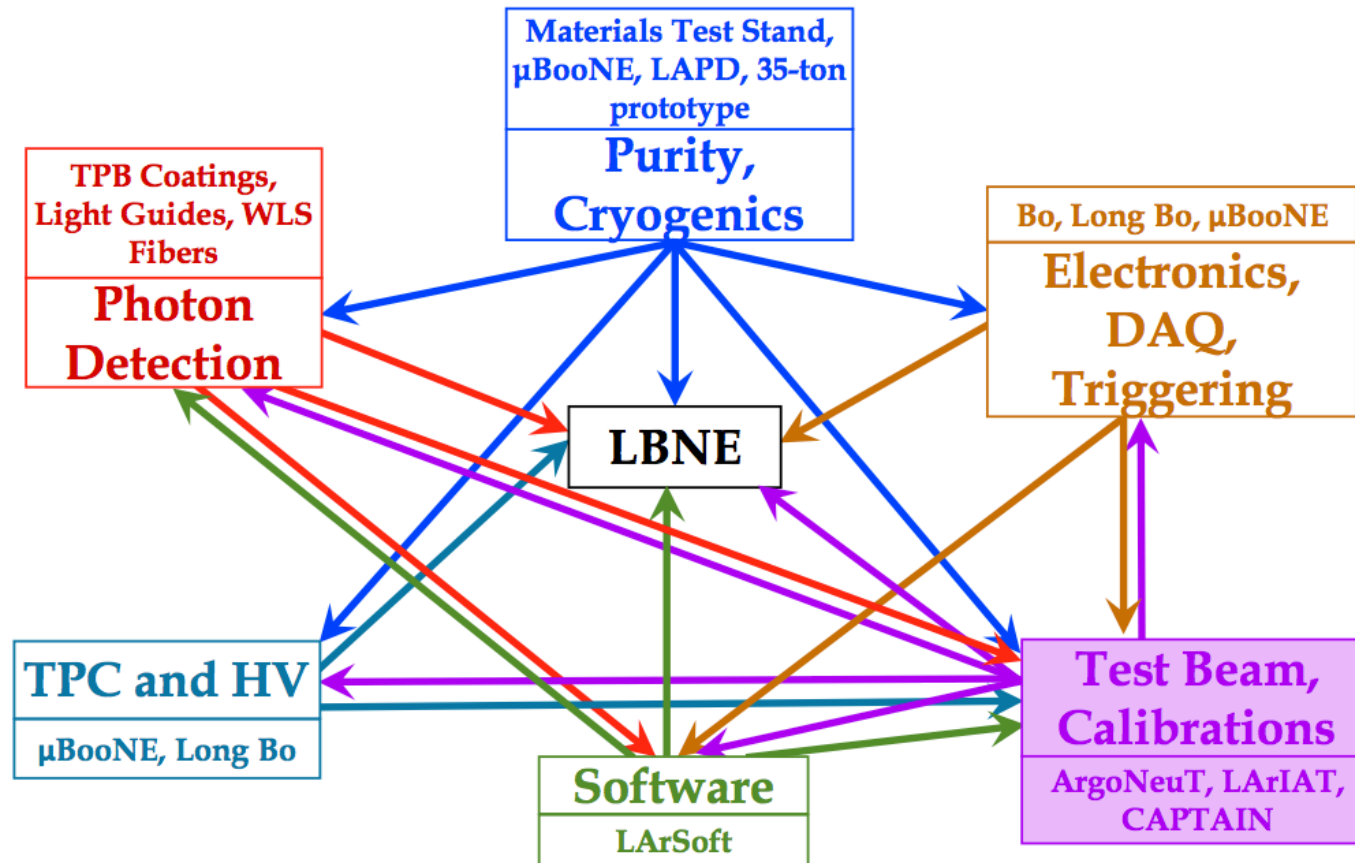 Materials Test Stand,
µBooNE, LAPD, 35-ton
prototype
Purity,
Cryogenics
TPB Coatings,
Light Guides, WLS
Fibers
Photon
Detection
Bo, Long Bo, µBooNE
Electronics,
DAQ,
Triggering
LBNE
TPC and HV
µBooNE, Long Bo
Software
LArSoft
Test Beam,
Calibrations
ArgoNeuT, LArIAT,
CAPTAIN